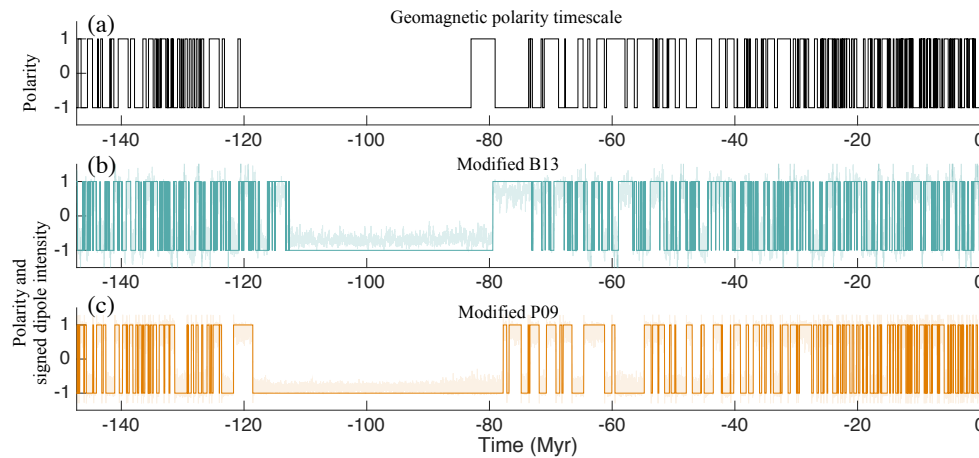 (a)
Geomagnetic polarity timescale
Polarity
1
0
-1
-140 -120 -100 -80 -60 -40 -20 0
(b)
Modified B13
Polarity and
signed dipole intensity
1
0
-1
-140 -120 -100 -80 -60 -40 -20 0
(c)
Modified P09
1
0
-1
-140 -120 -100 -80 -60 -40 -20 0
Time (Myr)